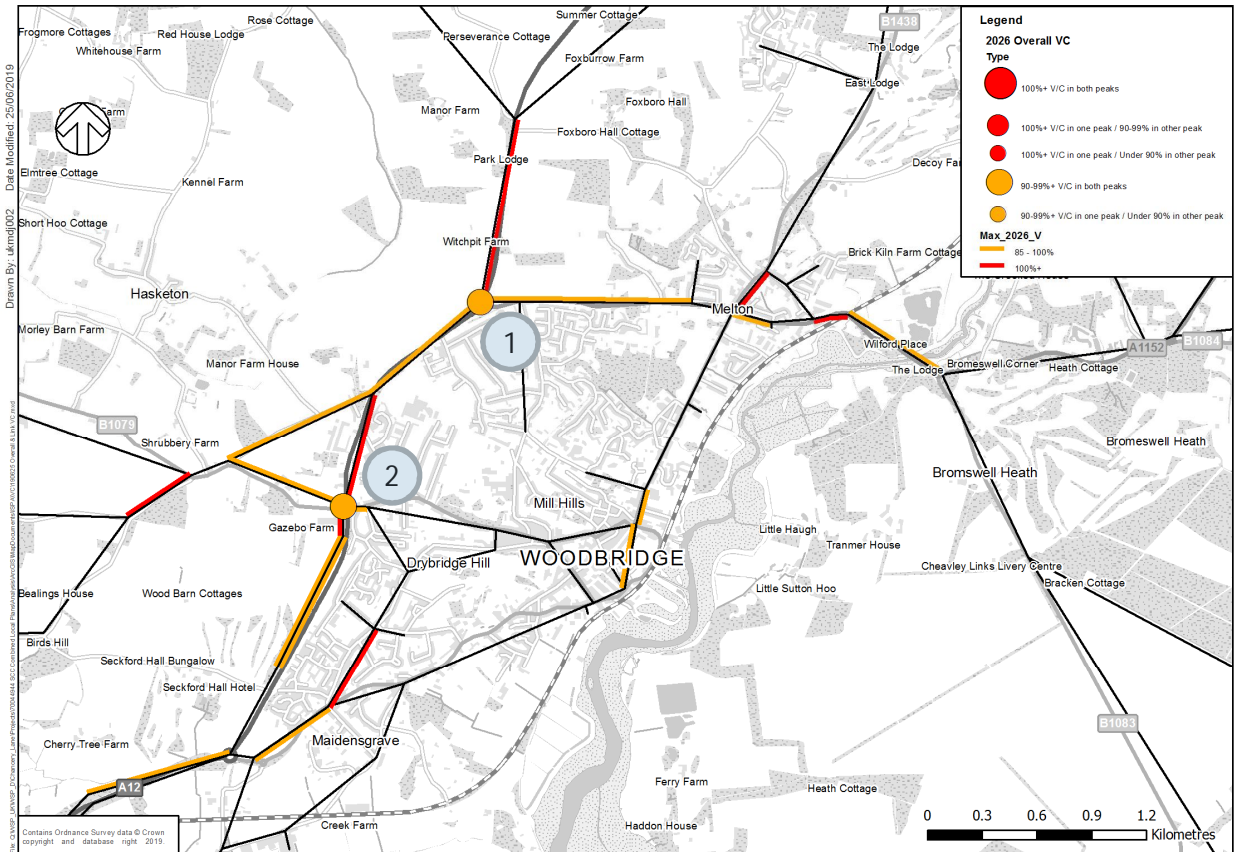 Frogmore Cottages
Rose Cottage
Red House Lodge
Whitehouse Farm
Summer Cottage
Perseverance Cottage
Foxburrow Farm
B1438
The Lodge
East Lodge
Legend
2026 Overall VC
Type
100%+ V/C in both peaks
100%+ V/C in one peak / 90-99% in other peak
100%+ V/C in one peak / Under 90% in other peak
90-99%+ V/C in both peaks
90-99%+ V/C in one peak / Under 90% in other peak
Max_2026_V
85 - 100%
100%+
Date Modified: 25/06/2019
Drawn By: ukmgj002
Farm
Manor Farm
Foxboro Hall
Foxboro Hall Cottage
Park Lodge
Elmtree Cottage
Kennel Farm
Decoy Far
Short Hoo Cottage
Witchpit Farm
Brick Kiln Farm Cottage
Hasketon
Melton
1
Morley Barn Farm
Manor Farm House
Wilford Place
The Lodge
Bromeswell Corner
Heath Cottage
A1152
B1084
B1079
Shrubbery Farm
2
Bromeswell Heath
Bromswell Heath
Mill Hills
Gazebo Farm
Little Haugh
Tranmer House
WOODBRIDGE
Drybridge Hill
Cheavley Links Livery Centre
Bracken Cottage
Little Sutton Hoo
Bealings House
Wood Barn Cottages
Birds Hill
Seckford Hall Bungalow
Seckford Hall Hotel
B1083
Cherry Tree Farm
Maidensgrave
A12
Ferry Farm
Heath Cottage
Creek Farm
Haddon House
0 0.3 0.6 0.9 1.2
Kilometres
Contains Ordnance Survey data © Crown
copyright and database right 2019.